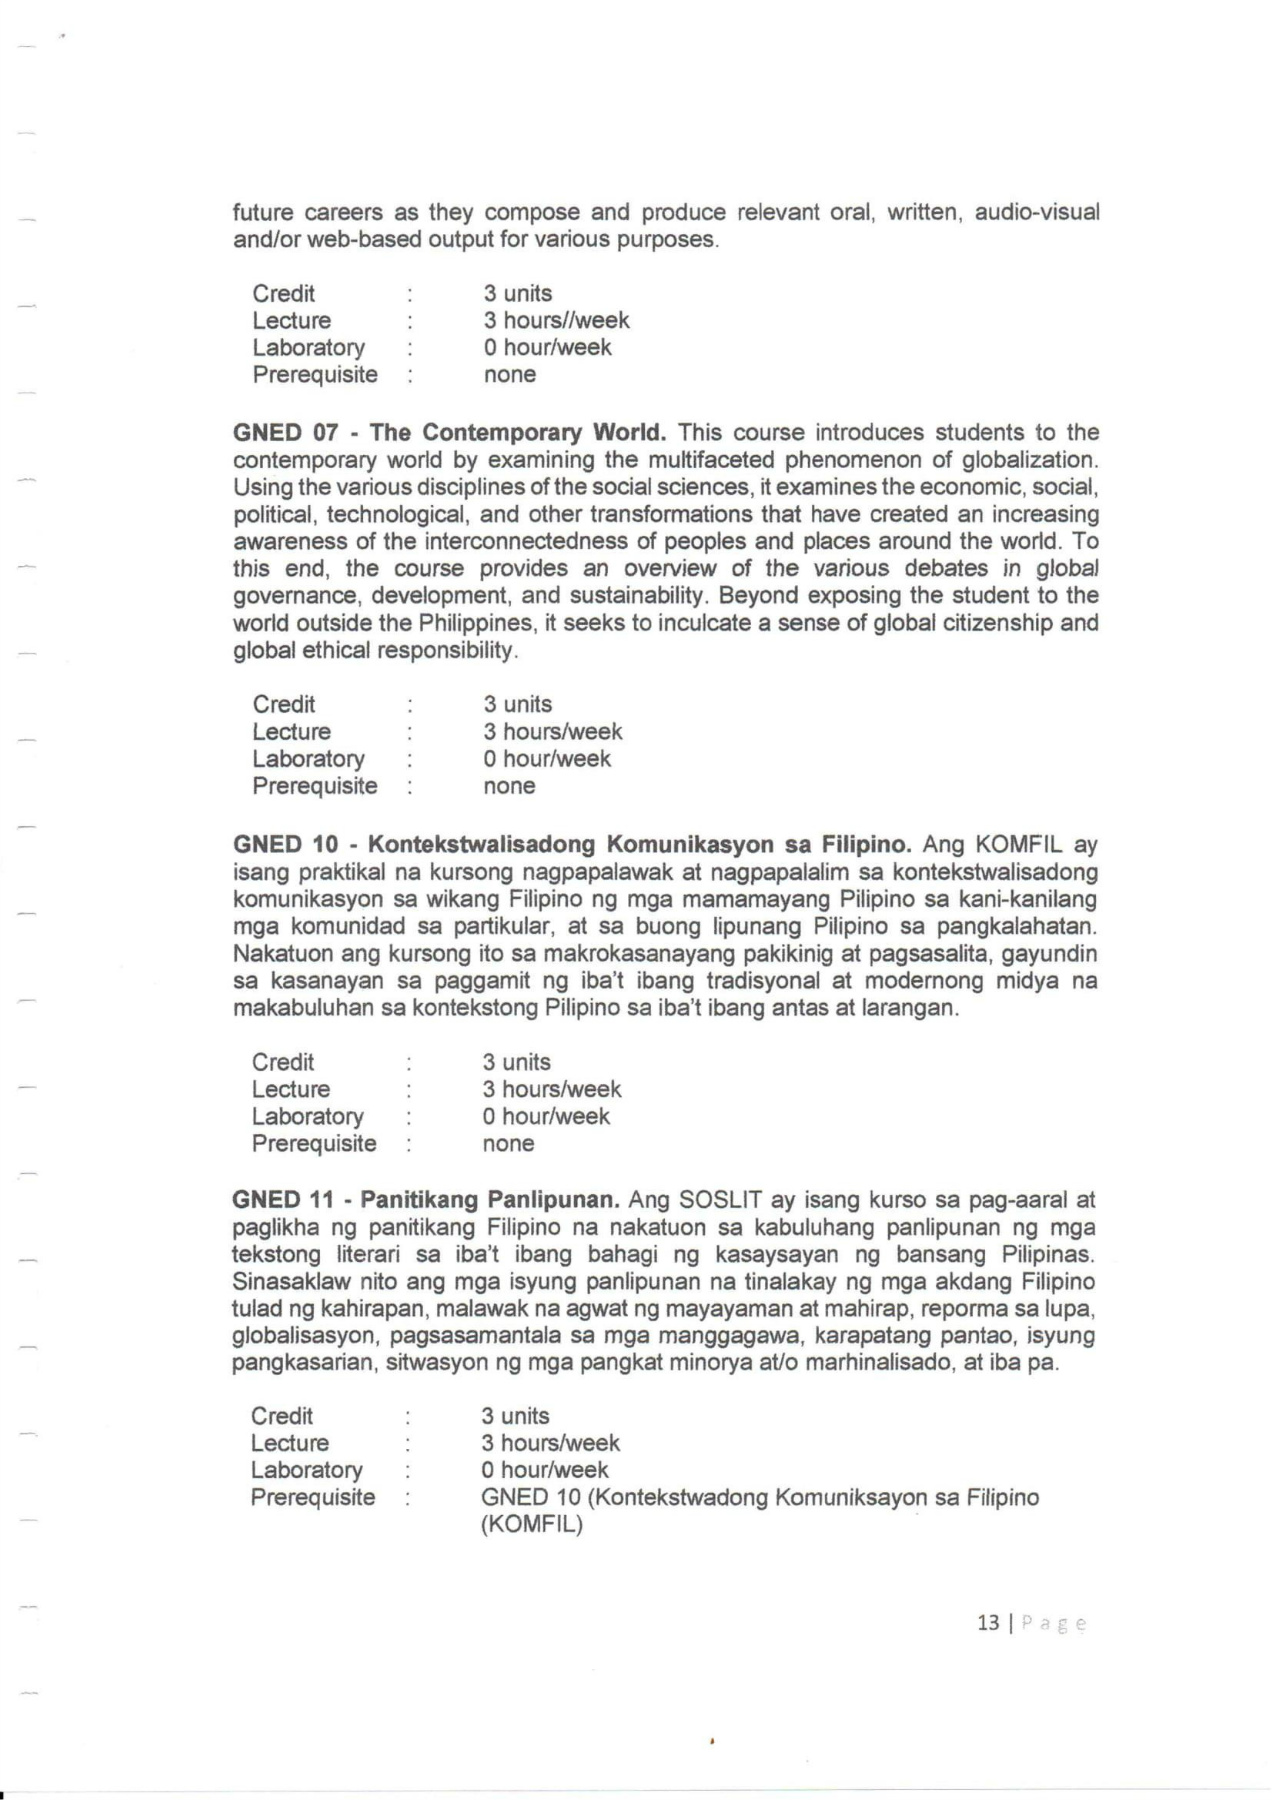 future careers as they compose and produce relevant oral, written, audio-visual
and/or web-based output for various purposes.
Credit : 3 units
Lecture : 3 hours//week
Laboratory : 0 hour/week
Prerequisite : none
GNED 07 - The Contemporary World. This course introduces students to the
contemporary world by examining the multifaceted phenomenon of globalization.
Using the various disciplines of the social sciences, it examines the economic, social,
political, technological, and other transformations that have created an increasing
awareness of the interconnectedness of peoples and places around the world. To
this end, the course provides an overview of the various debates in global
governance, development, and sustainability. Beyond exposing the student to the
world outside the Philippines, it seeks to inculcate a sense of global citizenship and
global ethical responsibility.
Credit : 3 units
Lecture : 3 hours/week
Laboratory : 0 hour/week
Prerequisite : none
GNED 10 - Kontekstwalisadong Komunikasyon sa Filipino. Ang KOMFIL ay
isang praktikal na kursong nagpapalawak at nagpapalalim sa kontekstwalisadong
komunikasyon sa wikang Filipino ng mga mamamayang Pilipino sa kani-kanilang
mga komunidad sa partikular, at sa buong lipunang Pilipino sa pangkalahatan.
Nakatuon ang kursong ito sa makrokasanayang pakikinig at pagsasalita, gayundin
sa kasanayan sa paggamit ng iba't ibang tradisyonal at modernong midya na
makabuluhan sa kontekstong Pilipino sa iba't ibang antas at larangan.
Credit : 3 units
Lecture : 3 hours/week
Laboratory : 0 hour/week
Prerequisite : none
GNED 11 - Panitikang Panlipunan. Ang SOSLIT ay isang kurso sa pag-aaral at
paglikha ng panitikang Filipino na nakatuon sa kabuluhang panlipunan ng mga
tekstong literari sa iba't ibang bahagi ng kasaysayan ng bansang Pilipinas.
Sinasaklaw nito ang mga isyung panlipunan na tinalakay ng mga akdang Filipino
tulad ng kahirapan, malawak na agwat ng mayayaman at mahirap, reporma sa lupa,
globalisasyon, pagsasamantala sa mga manggagawa, karapatang pantao, isyung
pangkasarian, sitwasyon ng mga pangkat minorya at/o marhinalisado, at iba pa.
Credit : 3 units
Lecture : 3 hours/week
Laboratory : 0 hour/week
Prerequisite : GNED 10 (Kontekstwadong Komuniksayon sa Filipino
(KOMFIL)
13 | Page